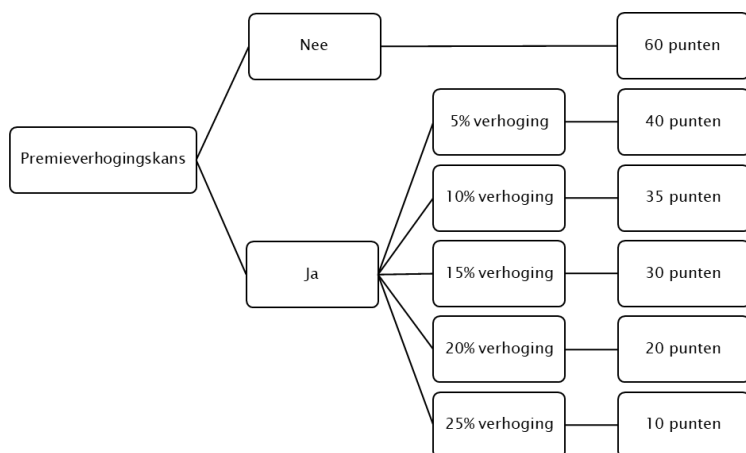 Nee
60 punten
5% verhoging
40 punten
Premieverhogingskans
10% verhoging
35 punten
Ja
15% verhoging
30 punten
20% verhoging
20 punten
25% verhoging
10 punten